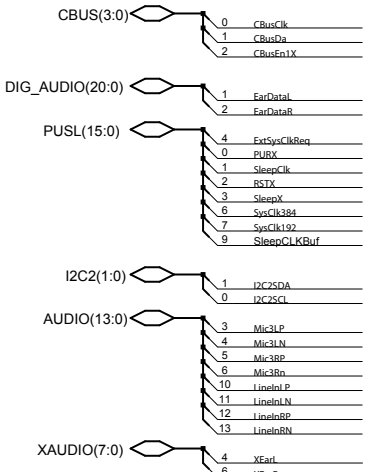 CBUS(3:0)
0 CBusClk
1 CBusDa
2 CBusEn1X
DIG_AUDIO(20:0)
1 EarDataL
2 EarDataR
PUSL(15:0)
4 ExtSysClkReq
0 PURX
1 SleepClk
2 RSTX
3 SleepX
6 SysClk384
7 SysClk192
9 SleepCLKBuf
I2C2(1:0)
1 I2C2SDA
0 I2C2SCL
AUDIO(13:0)
3 Mic3LP
4 Mic3LN
5 Mic3RP
6 Mic3Rn
10 LineInLP
11 LineInLN
12 LineInRP
13 LineInRN
XAUDIO(7:0)
4 XEarL
6